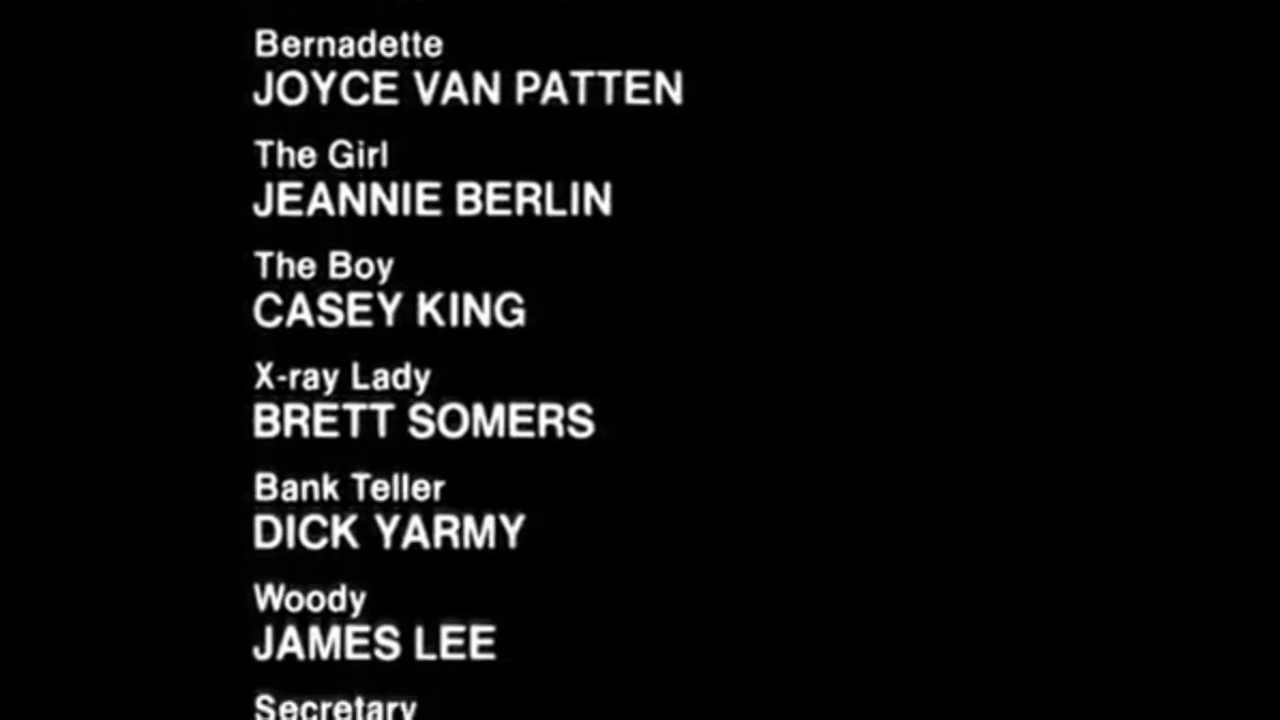 Bernadette
JOYCE VAN PATTEN
The Girl
JEANNIE BERLIN
The Boy
CASEY KING
X-ray Lady
BRETT SOMERS
Bank Teller
DICK YARMY
Woody
JAMES LEE
Secretary